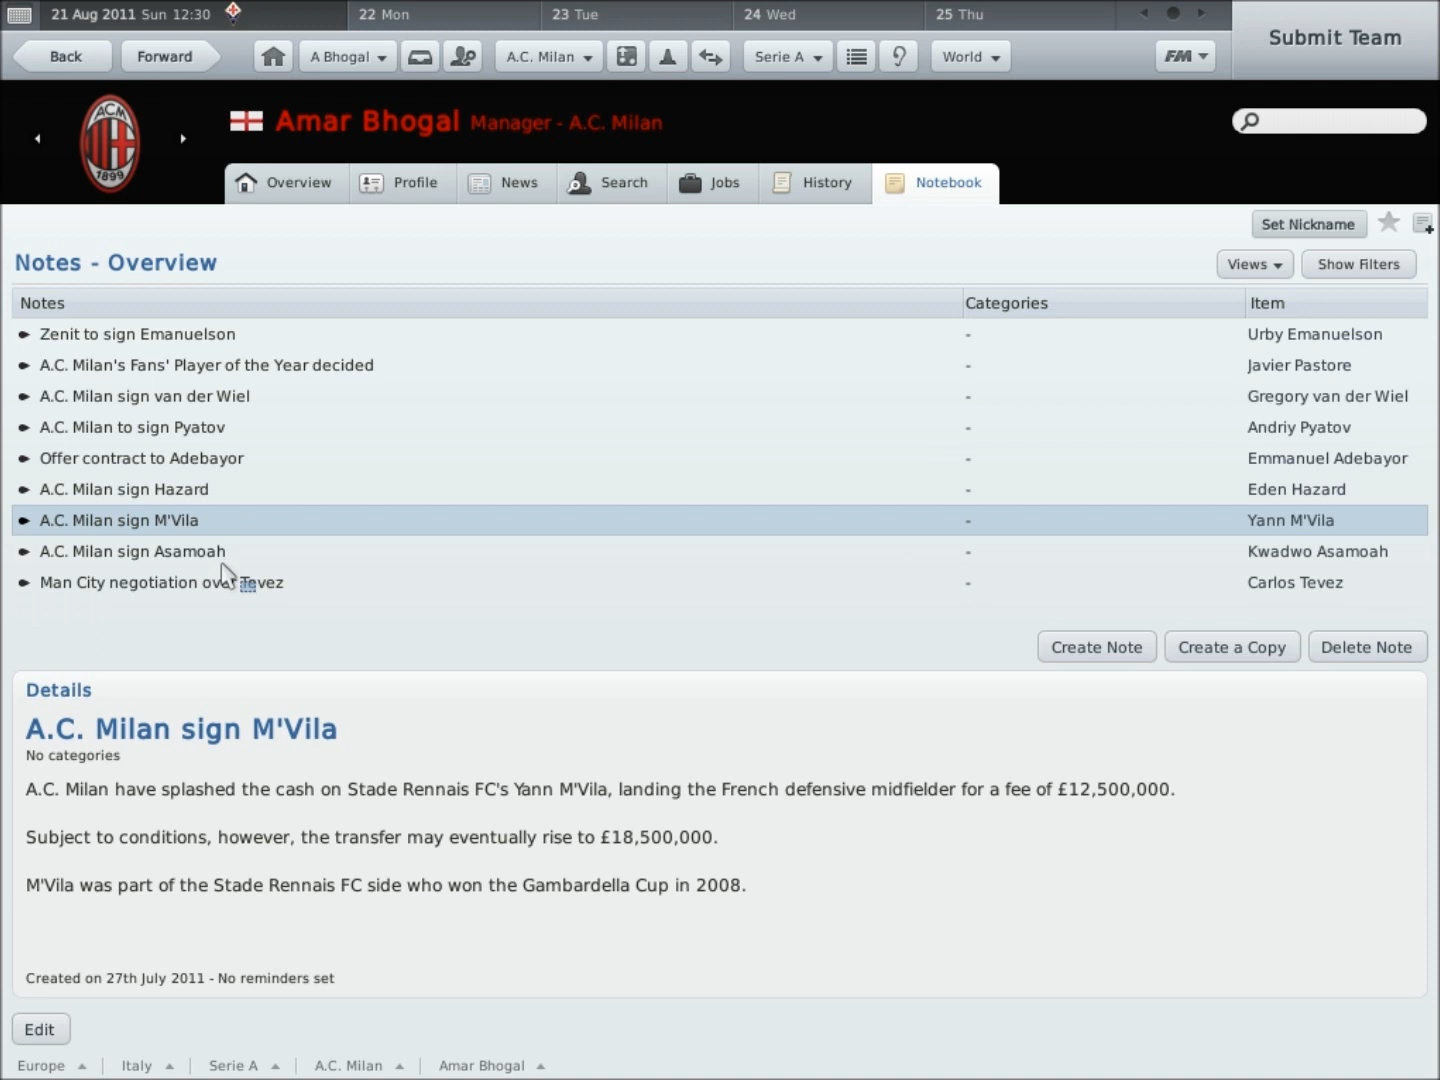 21 Aug 2011 Sun 12:30
22 Mon
23 Tue
24 Wed
25 Thu
Submit Team
Back
Forward
A Bhogal
A.C. Milan
Serie A
World
FM
ACM
1899
Amar Bhogal Manager - A.C. Milan
Overview
Profile
News
Search
Jobs
History
Notebook
Set Nickname
Notes - Overview
Views
Show Filters
Notes Categories Item
Zenit to sign Emanuelson - Urby Emanuelson
A.C. Milan's Fans' Player of the Year decided - Javier Pastore
A.C. Milan sign van der Wiel - Gregory van der Wiel
A.C. Milan to sign Pyatov - Andriy Pyatov
Offer contract to Adebayor - Emmanuel Adebayor
A.C. Milan sign Hazard - Eden Hazard
A.C. Milan sign M'Vila - Yann M'Vila
A.C. Milan sign Asamoah - Kwadwo Asamoah
Man City negotiation over Tevez - Carlos Tevez
Create Note
Create a Copy
Delete Note
Details
A.C. Milan sign M'Vila
No categories
A.C. Milan have splashed the cash on Stade Rennais FC's Yann M'Vila, landing the French defensive midfielder for a fee of £12,500,000.
Subject to conditions, however, the transfer may eventually rise to £18,500,000.
M'Vila was part of the Stade Rennais FC side who won the Gambardella Cup in 2008.
Created on 27th July 2011 - No reminders set
Edit
Europe
Italy
Serie A
A.C. Milan
Amar Bhogal